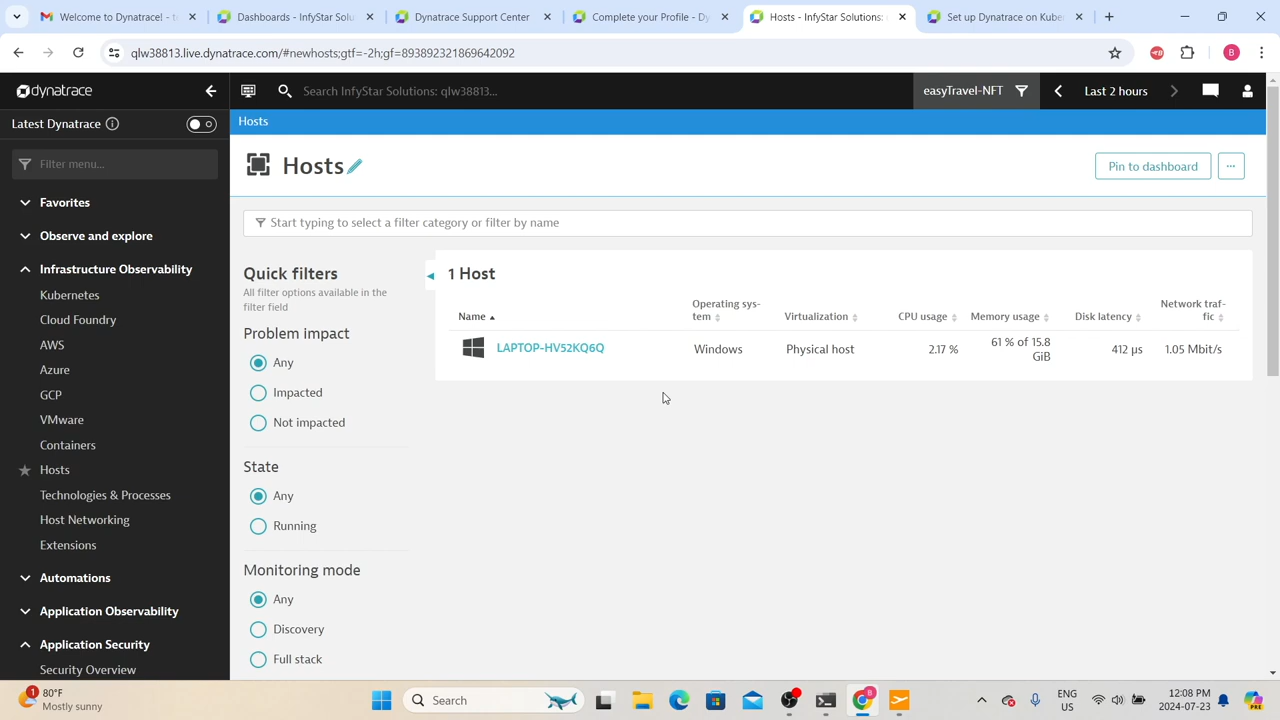 Welcome to Dynatrace! - t
Dashboards - InfyStar Solu
Dynatrace Support Center
Complete your Profile - Dy
Hosts - InfyStar Solutions:
Set up Dynatrace on Kube
qlw38813.live.dynatrace.com/#newhosts;gtf=-2h;gf=893892321869642092
B
dynatrace
Search InfyStar Solutions: qlw38813...
easyTravel-NFT
Last 2 hours
Latest Dynatrace
Hosts
Filter menu...
Hosts
Pin to dashboard
...
Favorites
Start typing to select a filter category or filter by name
Observe and explore
Infrastructure Observability
Kubernetes
Cloud Foundry
AWS
Azure
GCP
VMware
Containers
Hosts
Technologies & Processes
Host Networking
Extensions
Automations
Application Observability
Application Security
Security Overview
Quick filters
All filter options available in the
filter field
Problem impact
Any
Impacted
Not impacted
State
Any
Running
Monitoring mode
Any
Discovery
Full stack
1 Host
Name
Operating sys-
tem
Virtualization
CPU usage
Memory usage
Disk latency
Network traf-
fic
LAPTOP-HV52KQ6Q
Windows
Physical host
2.17 %
61 % of 15.8
GiB
412 µs
1.05 Mbit/s
1
80°F
Mostly sunny
Search
B
ENG
US
12:08 PM
2024-07-23
PRE